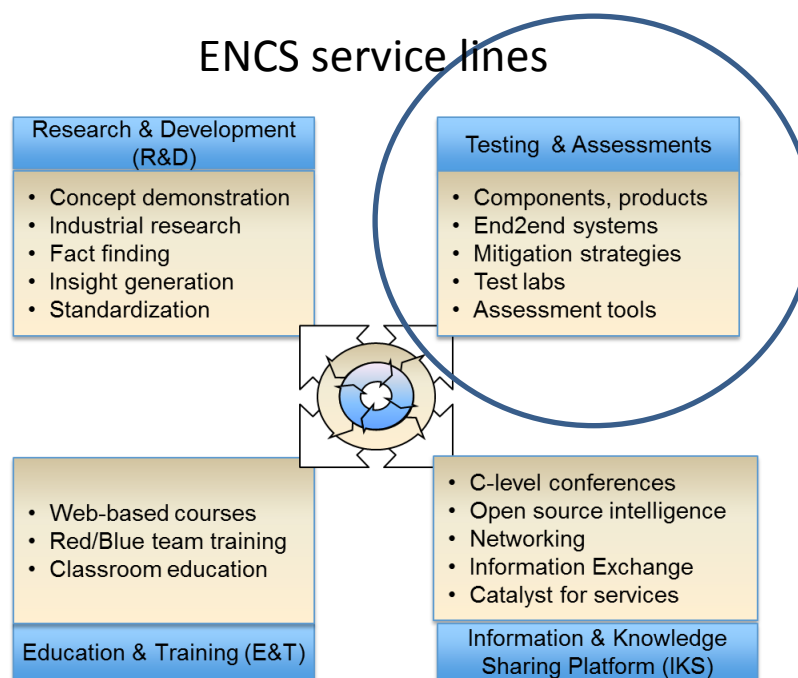 ENCS service lines
Research & Development
(R&D)
• Concept demonstration
• Industrial research
• Fact finding
• Insight generation
• Standardization
Testing & Assessments
• Components, products
• End2end systems
• Mitigation strategies
• Test labs
• Assessment tools
• Web-based courses
• Red/Blue team training
• Classroom education
Education & Training (E&T)
• C-level conferences
• Open source intelligence
• Networking
• Information Exchange
• Catalyst for services
Information & Knowledge
Sharing Platform (IKS)